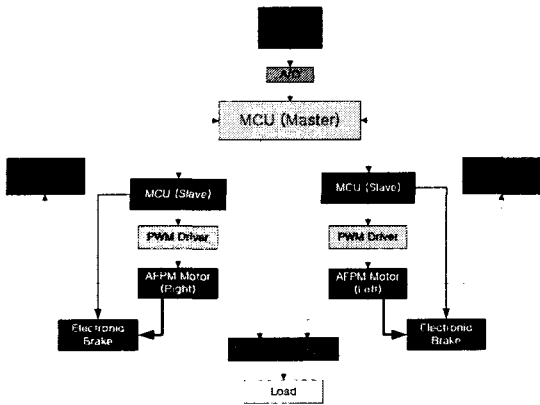 A/D
MCU (Master)
MCU (Slave)
MCU (Slave)
PWM Driver
PWM Driver
AFPM Motor
(Right)
AFPM Motor
(Left)
Electronic
Brake
Electronic
Brake
Load